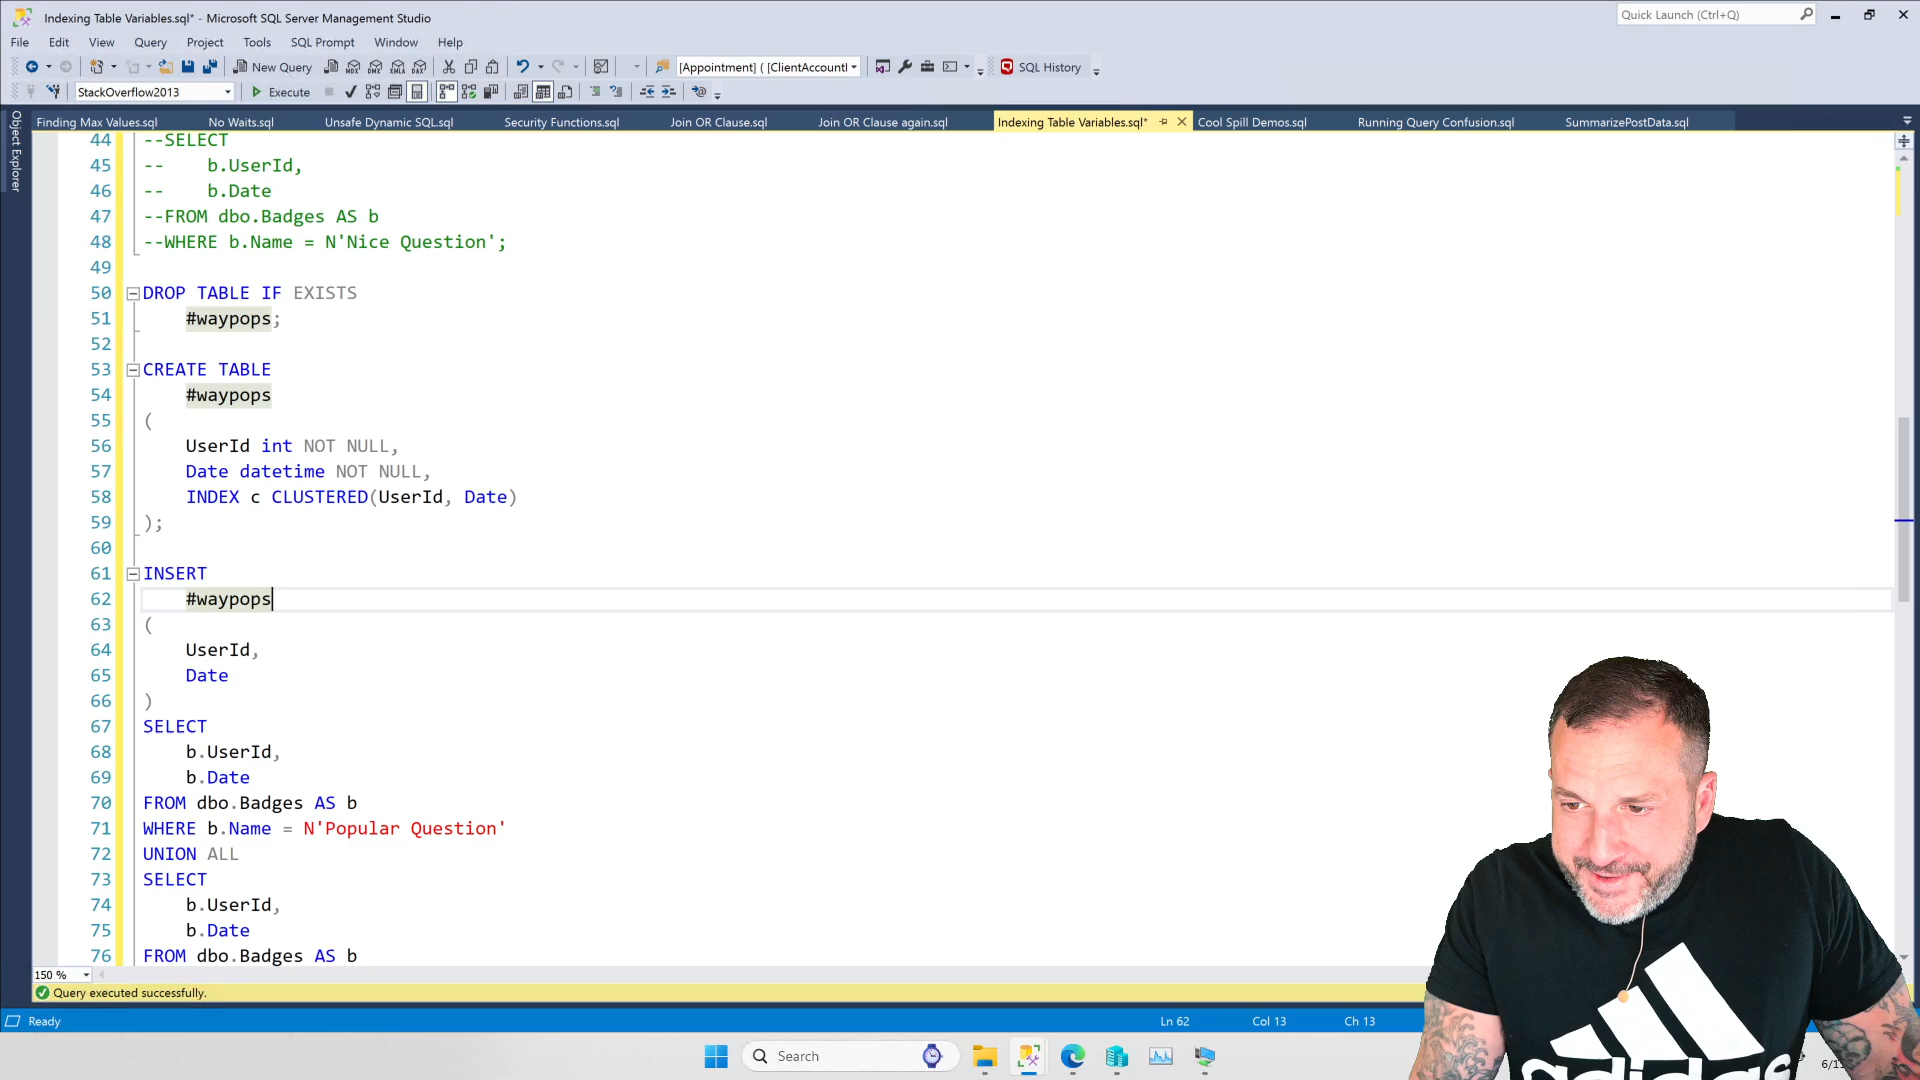 Indexing Table Variables.sql* - Microsoft SQL Server Management Studio
Quick Launch (Ctrl+Q)
File Edit View Query Project Tools SQL Prompt Window Help
New Query MDX DMX XMLA DAX [Appointment] ( [ClientAccountI SQL History
StackOverflow2013 Execute
Object Explorer
Finding Max Values.sql No Waits.sql Unsafe Dynamic SQL.sql Security Functions.sql Join OR Clause.sql Join OR Clause again.sql Indexing Table Variables.sql* Cool Spill Demos.sql Running Query Confusion.sql SummarizePostData.sql
44 --SELECT
45 -- b.UserId,
46 -- b.Date
47 --FROM dbo.Badges AS b
48 --WHERE b.Name = N'Nice Question';
49
50 DROP TABLE IF EXISTS
51 #waypops;
52
53 CREATE TABLE
54 #waypops
55 (
56 UserId int NOT NULL,
57 Date datetime NOT NULL,
58 INDEX c CLUSTERED(UserId, Date)
59 );
60
61 INSERT
62 #waypops
63 (
64 UserId,
65 Date
66 )
67 SELECT
68 b.UserId,
69 b.Date
70 FROM dbo.Badges AS b
71 WHERE b.Name = N'Popular Question'
72 UNION ALL
73 SELECT
74 b.UserId,
75 b.Date
76 FROM dbo.Badges AS b
150 %
Query executed successfully.
Ready Ln 62 Col 13 Ch 13
Search
adidas